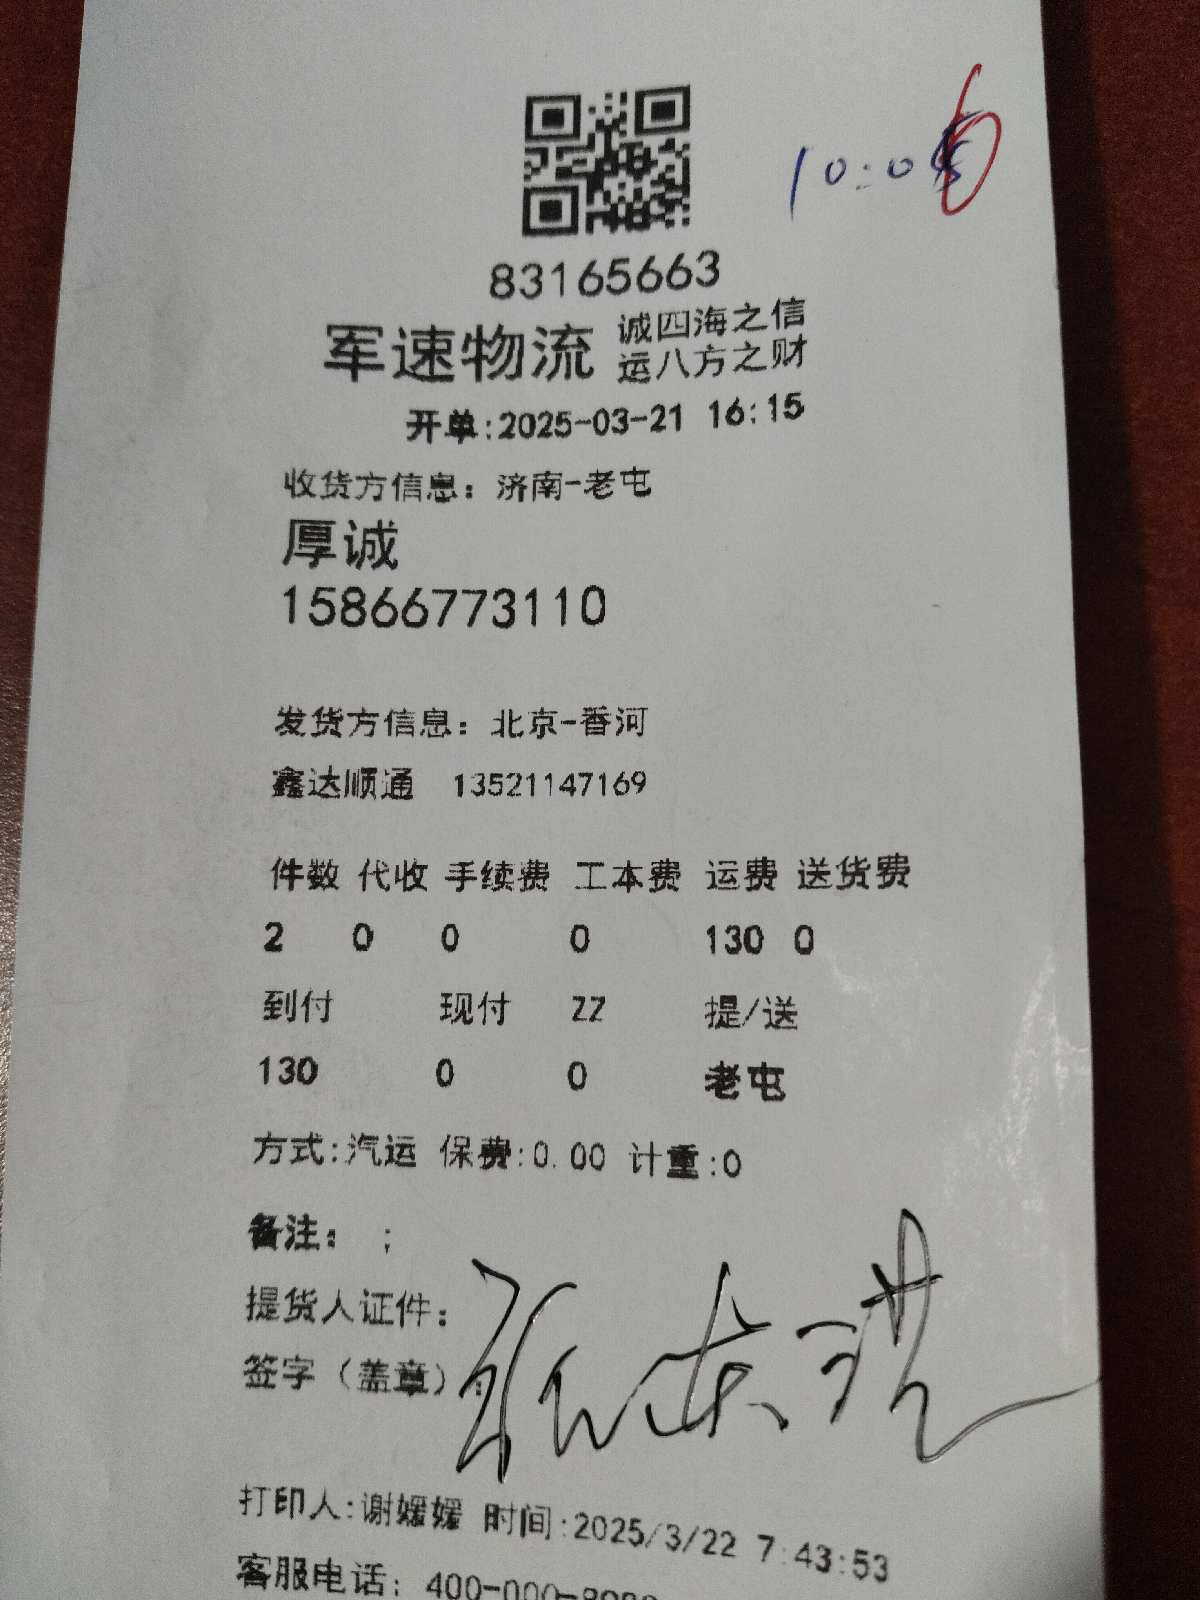 10:0
83165663
军速物流 诚四海之信
运八方之财
开单:2025-03-21 16:15
收货方信息: 济南-老屯
厚诚
15866773110
发货方信息: 北京-香河
鑫达顺通 13521147169
件数 代收 手续费 工本费 运费 送货费
2 0 0 0 130 0
到付 现付 ZZ 提/送
130 0 0 老屯
方式:汽运 保费:0.00 计重:0
备注: ;
提货人证件:
签字（盖章）:
打印人:谢媛媛 时间:2025/3/22 7:43:53
客服电话: 400-000-